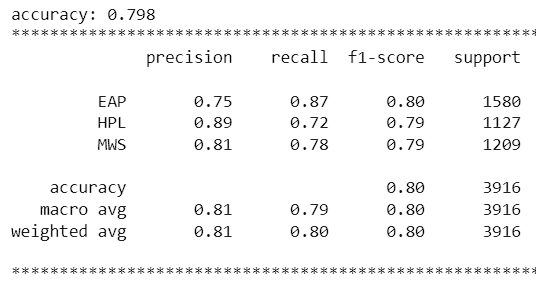 accuracy: 0.798
******************************************************
precision recall f1-score support
EAP 0.75 0.87 0.80 1580
HPL 0.89 0.72 0.79 1127
MWS 0.81 0.78 0.79 1209
accuracy 0.80 3916
macro avg 0.81 0.79 0.80 3916
weighted avg 0.81 0.80 0.80 3916
******************************************************